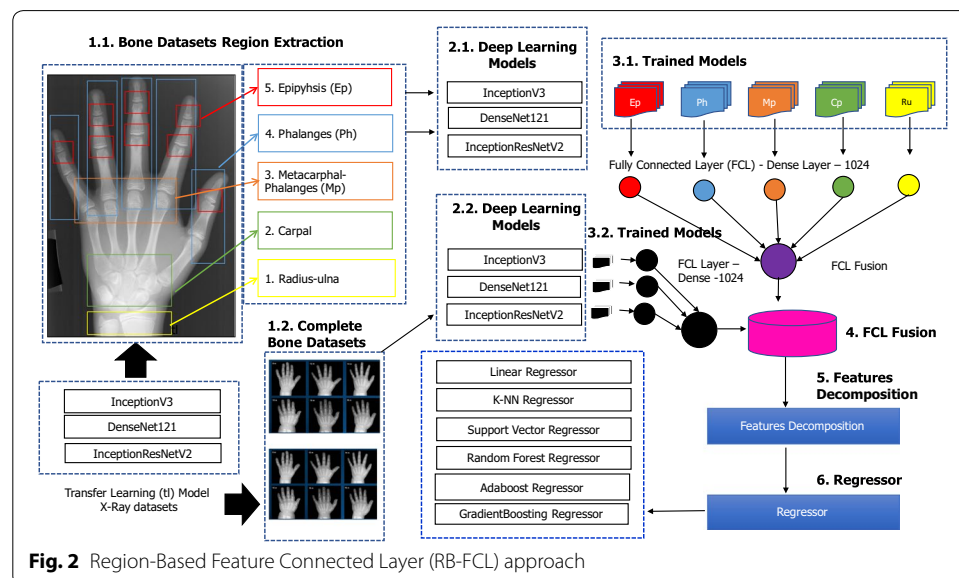 1.1. Bone Datasets Region Extraction
5. Epipyhsis (Ep)
4. Phalanges (Ph)
3. Metacarphal-
Phalanges (Mp)
2. Carpal
1. Radius-ulna
InceptionV3
DenseNet121
InceptionResNetV2
Transfer Learning (tl) Model
X-Ray datasets
1.2. Complete
Bone Datasets
2.1. Deep Learning
Models
InceptionV3
DenseNet121
InceptionResNetV2
2.2. Deep Learning
Models
InceptionV3
DenseNet121
InceptionResNetV2
3.1. Trained Models
Ep
Ph
Mp
Cp
Ru
Fully Connected Layer (FCL) - Dense Layer – 1024
3.2. Trained Models
FCL Layer –
Dense -1024
FCL Fusion
4. FCL Fusion
5. Features
Decomposition
Features Decomposition
6. Regressor
Regressor
Linear Regressor
K-NN Regressor
Support Vector Regressor
Random Forest Regressor
Adaboost Regressor
GradientBoosting Regressor
Fig. 2 Region-Based Feature Connected Layer (RB-FCL) approach